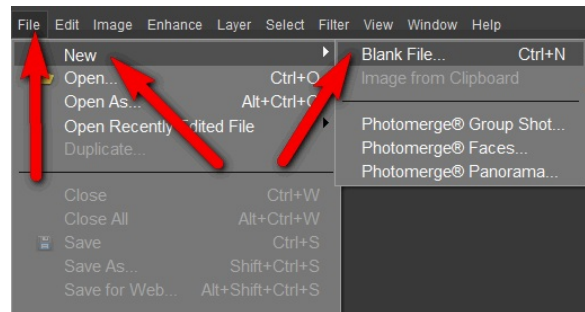 File Edit Image Enhance Layer Select Filter View Window Help
New
Open... Ctrl+O
Open As... Alt+Ctrl+
Open Recently Edited File
Duplicate...
Close Ctrl+W
Close All Alt+Ctrl+W
Save Ctrl+S
Save As... Shift+Ctrl+S
Save for Web... Alt+Shift+Ctrl+S
Blank File... Ctrl+N
Image from Clipboard
Photomerge® Group Shot...
Photomerge® Faces...
Photomerge® Panorama...